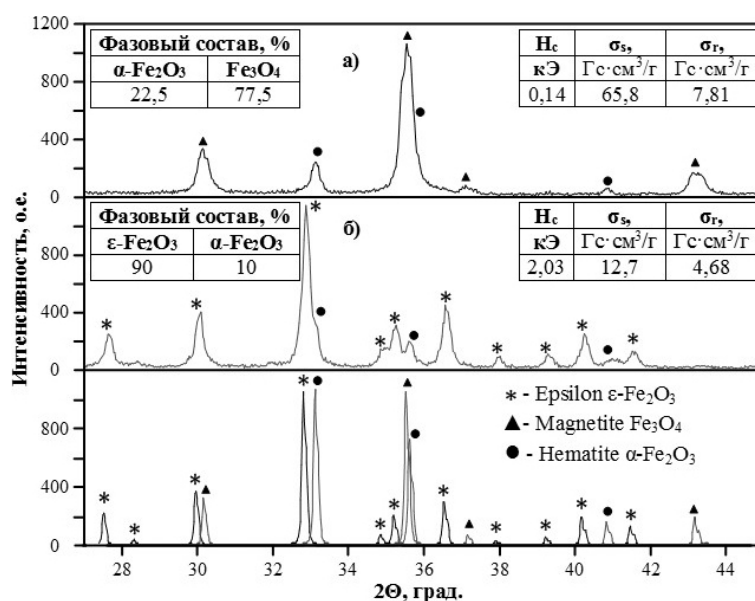 Интенсивность, о.е.
1200
800
400
0
Фазовый состав, %
α-Fe₂O₃ Fe₃O₄
22,5 77,5
а)
Hc σs, σr,
кЭ Гс·см³/г Гс·см³/г
0,14 65,8 7,81
800
400
0
Фазовый состав, %
ε-Fe₂O₃ α-Fe₂O₃
90 10
б)
Hc σs, σr,
кЭ Гс·см³/г Гс·см³/г
2,03 12,7 4,68
800
400
0
* - Epsilon ε-Fe₂O₃
▲- Magnetite Fe₃O₄
● - Hematite α-Fe₂O₃
28 30 32 34 36 38 40 42 44
2Θ, град.